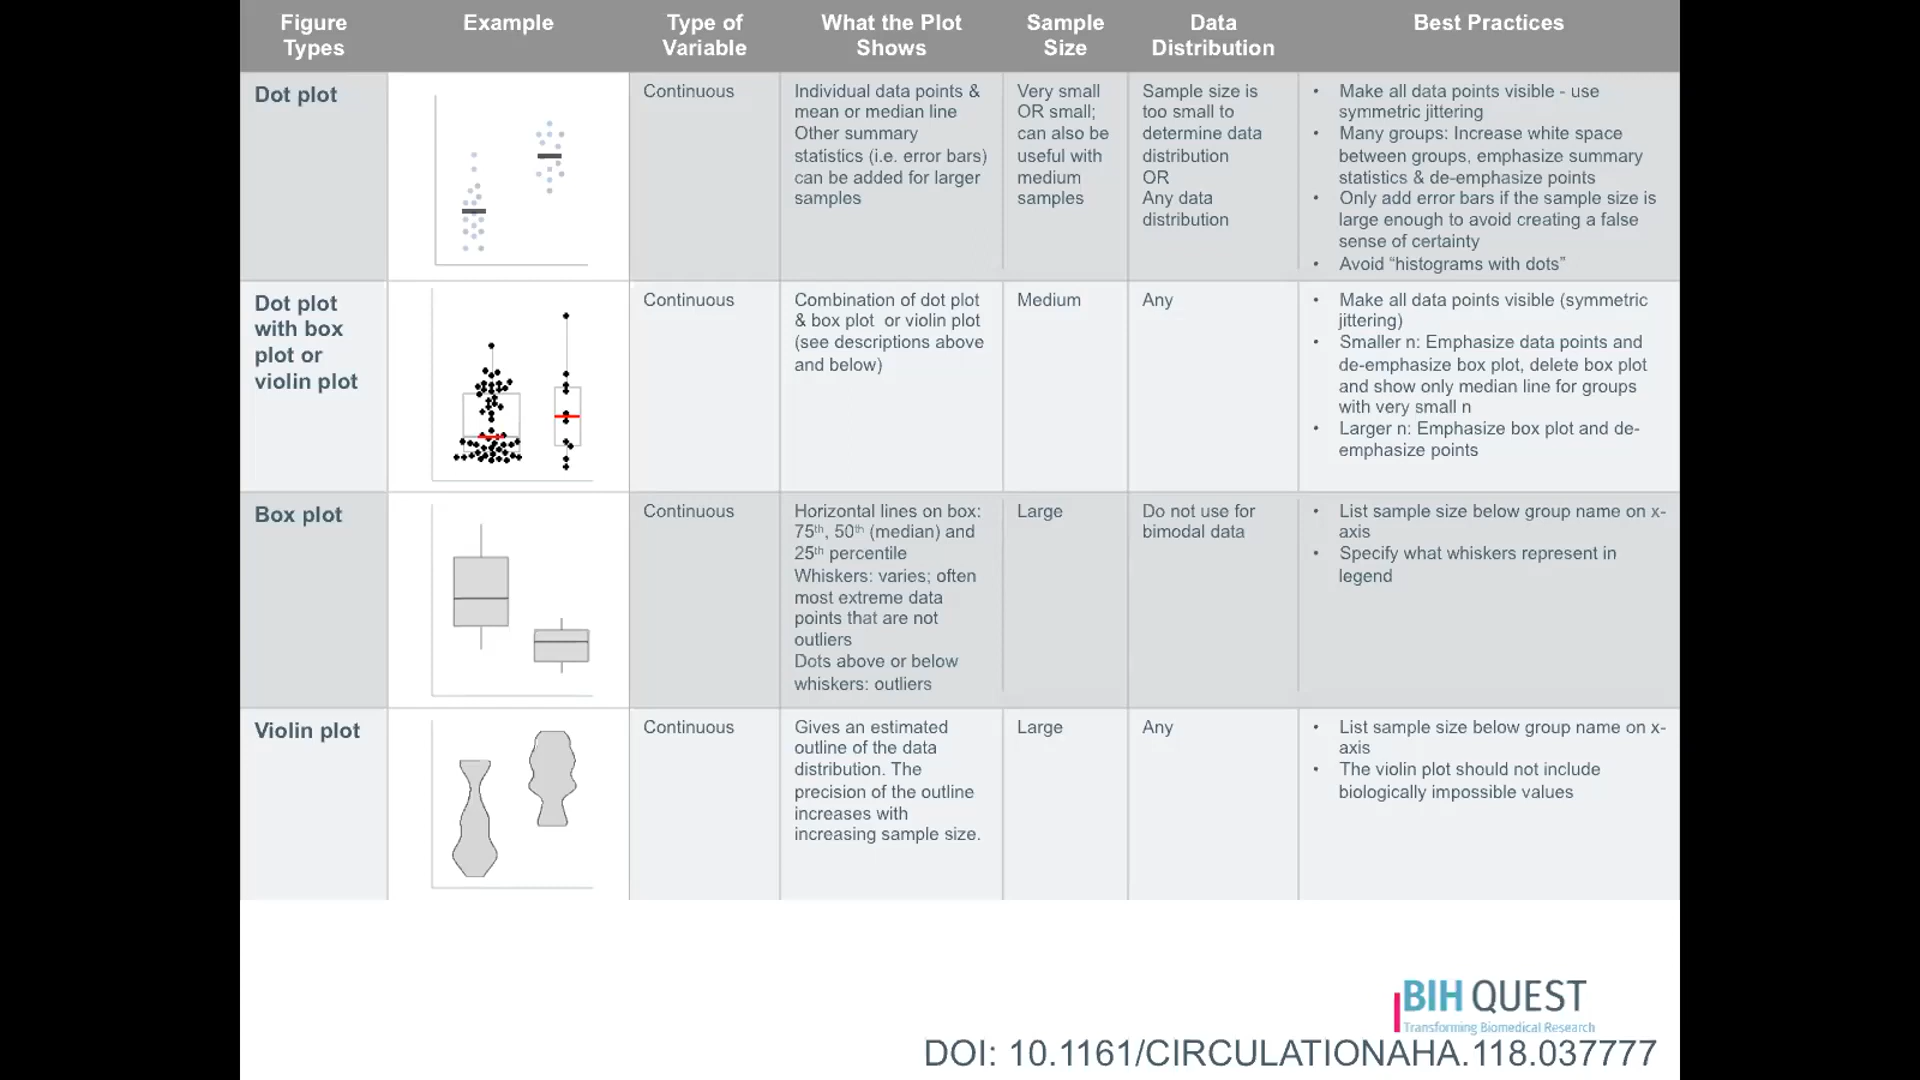 Figure Types
Example
Type of Variable
What the Plot Shows
Sample Size
Data Distribution
Best Practices
Dot plot
Continuous
Individual data points &
mean or median line
Other summary
statistics (i.e. error bars)
can be added for larger
samples
Very small
OR small;
can also be
useful with
medium
samples
Sample size is
too small to
determine data
distribution
OR
Any data
distribution
• Make all data points visible - use
symmetric jittering
• Many groups: Increase white space
between groups, emphasize summary
statistics & de-emphasize points
• Only add error bars if the sample size is
large enough to avoid creating a false
sense of certainty
• Avoid “histograms with dots”
Dot plot
with box
plot or
violin plot
Continuous
Combination of dot plot
& box plot or violin plot
(see descriptions above
and below)
Medium
Any
• Make all data points visible (symmetric
jittering)
• Smaller n: Emphasize data points and
de-emphasize box plot, delete box plot
and show only median line for groups
with very small n
• Larger n: Emphasize box plot and de-
emphasize points
Box plot
Continuous
Horizontal lines on box:
75th, 50th (median) and
25th percentile
Whiskers: varies; often
most extreme data
points that are not
outliers
Dots above or below
whiskers: outliers
Large
Do not use for
bimodal data
• List sample size below group name on x-
axis
• Specify what whiskers represent in
legend
Violin plot
Continuous
Gives an estimated
outline of the data
distribution. The
precision of the outline
increases with
increasing sample size.
Large
Any
• List sample size below group name on x-
axis
• The violin plot should not include
biologically impossible values
BIH QUEST
Transforming Biomedical Research
DOI: 10.1161/CIRCULATIONAHA.118.037777